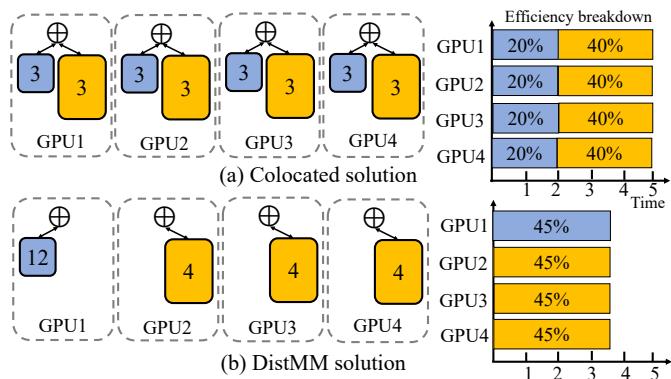 Efficiency breakdown
3 3 3 3 3 3 3 3
GPU1 GPU2 GPU3 GPU4
(a) Colocated solution
GPU1 20% 40%
GPU2 20% 40%
GPU3 20% 40%
GPU4 20% 40%
1 2 3 4 5
Time
12 4 4 4
GPU1 GPU2 GPU3 GPU4
(b) DistMM solution
GPU1 45%
GPU2 45%
GPU3 45%
GPU4 45%
1 2 3 4 5